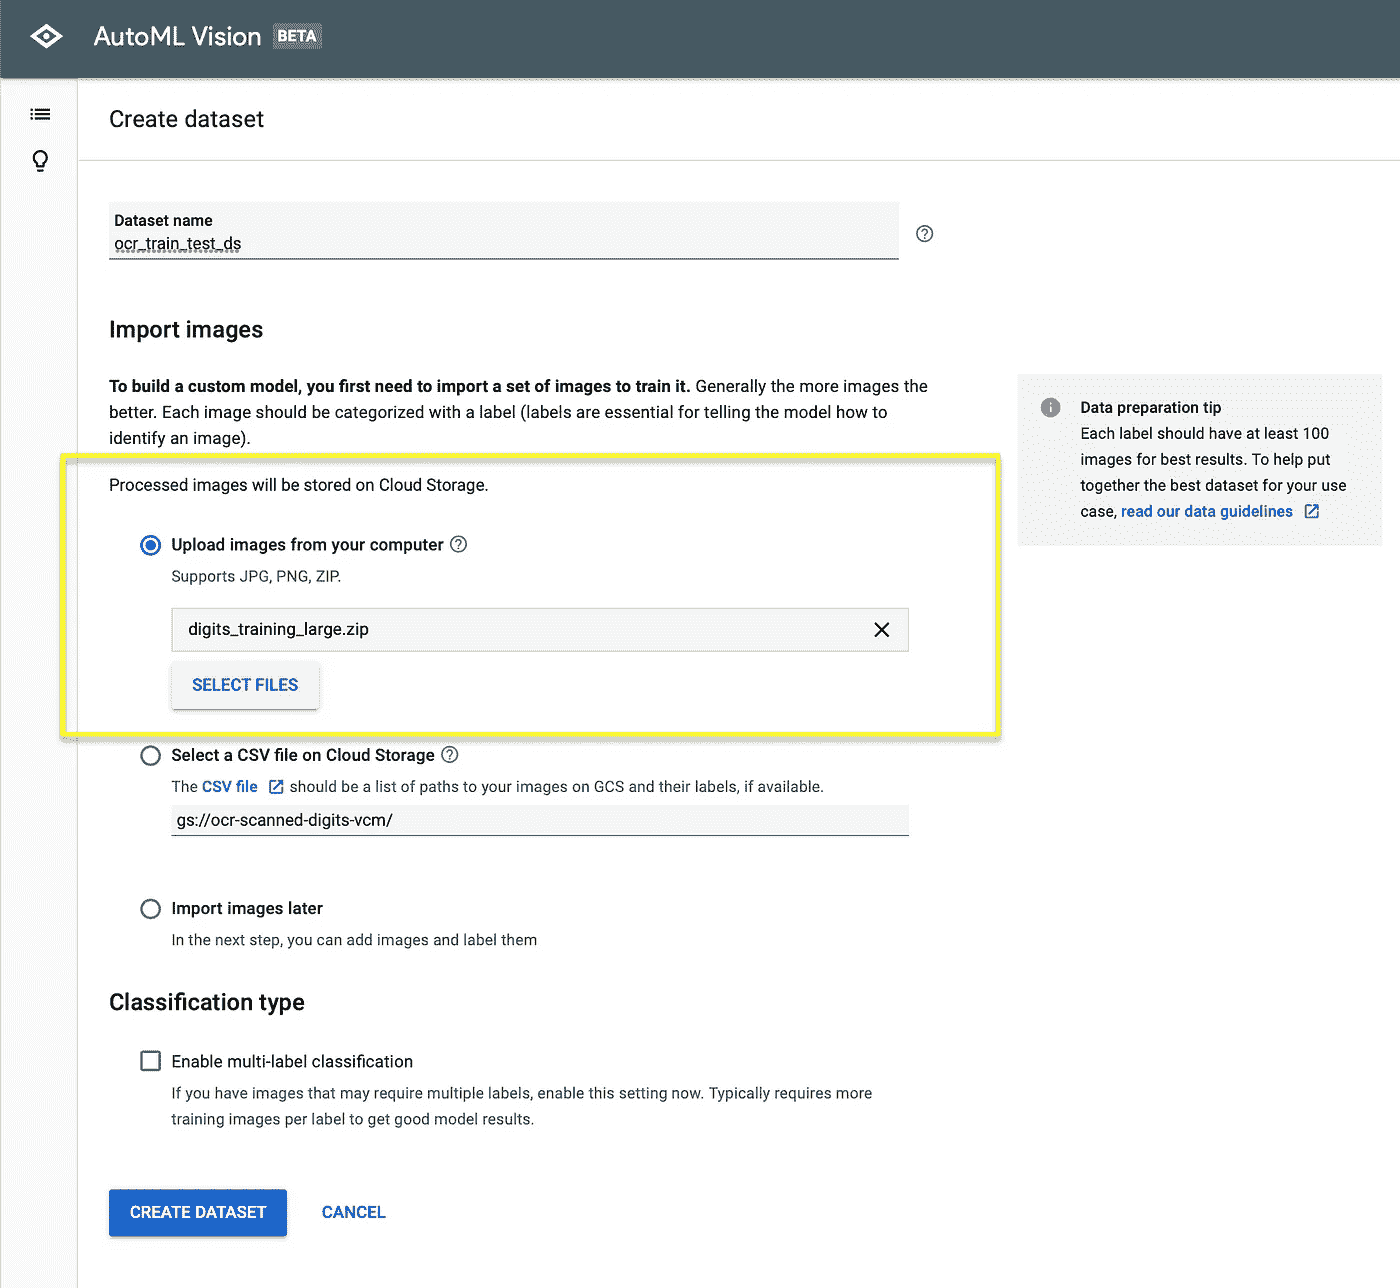 AutoML Vision BETA
Create dataset
Dataset name
ocr_train_test_ds
Import images
To build a custom model, you first need to import a set of images to train it. Generally the more images the
better. Each image should be categorized with a label (labels are essential for telling the model how to
identify an image).
Data preparation tip
Each label should have at least 100
images for best results. To help put
together the best dataset for your use
case, read our data guidelines
Processed images will be stored on Cloud Storage.
Upload images from your computer
Supports JPG, PNG, ZIP.
digits_training_large.zip
SELECT FILES
Select a CSV file on Cloud Storage
The CSV file should be a list of paths to your images on GCS and their labels, if available.
gs://ocr-scanned-digits-vcm/
Import images later
In the next step, you can add images and label them
Classification type
Enable multi-label classification
If you have images that may require multiple labels, enable this setting now. Typically requires more
training images per label to get good model results.
CREATE DATASET CANCEL